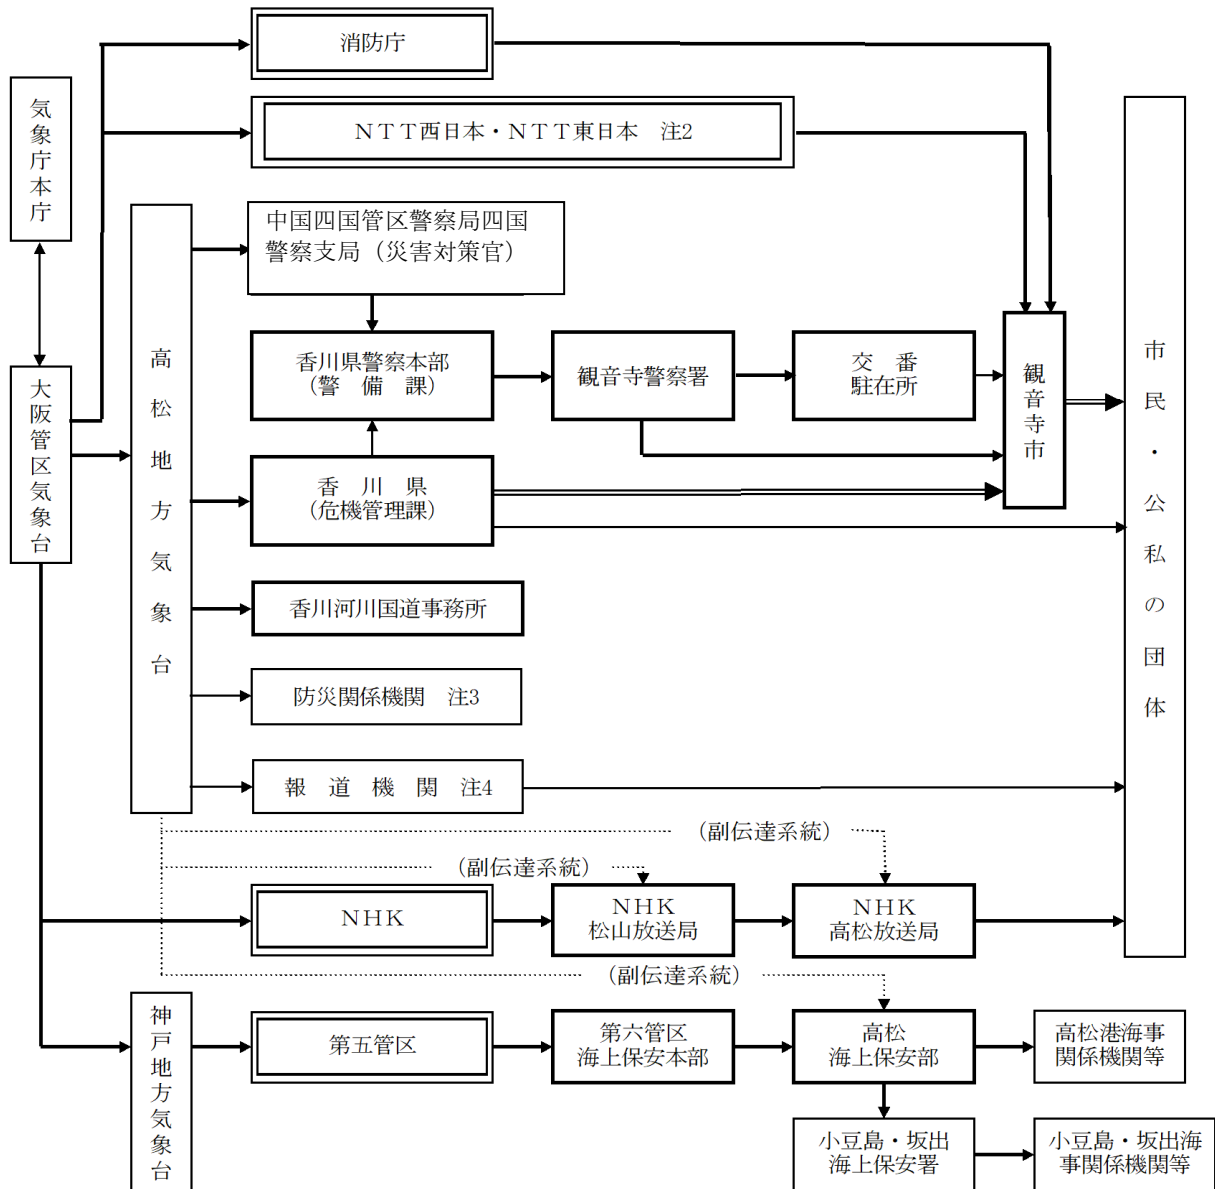 消防庁
気象庁本庁
ＮＴＴ西日本・ＮＴＴ東日本　注2
中国四国管区警察局四国
警察支局（災害対策官）
高松地方気象台
香川県警察本部
（警　備　課）
観音寺警察署
交　番
駐在所
観音寺市
市民・公私の団体
大阪管区気象台
香　川　県
（危機管理課）
香川河川国道事務所
防災関係機関　注3
報　道　機　関　注4
（副伝達系統）
（副伝達系統）
ＮＨＫ
ＮＨＫ
松山放送局
ＮＨＫ
高松放送局
（副伝達系統）
神戸地方気象台
第五管区
第六管区
海上保安本部
高松
海上保安部
高松港海事
関係機関等
小豆島・坂出
海上保安署
小豆島・坂出海
事関係機関等